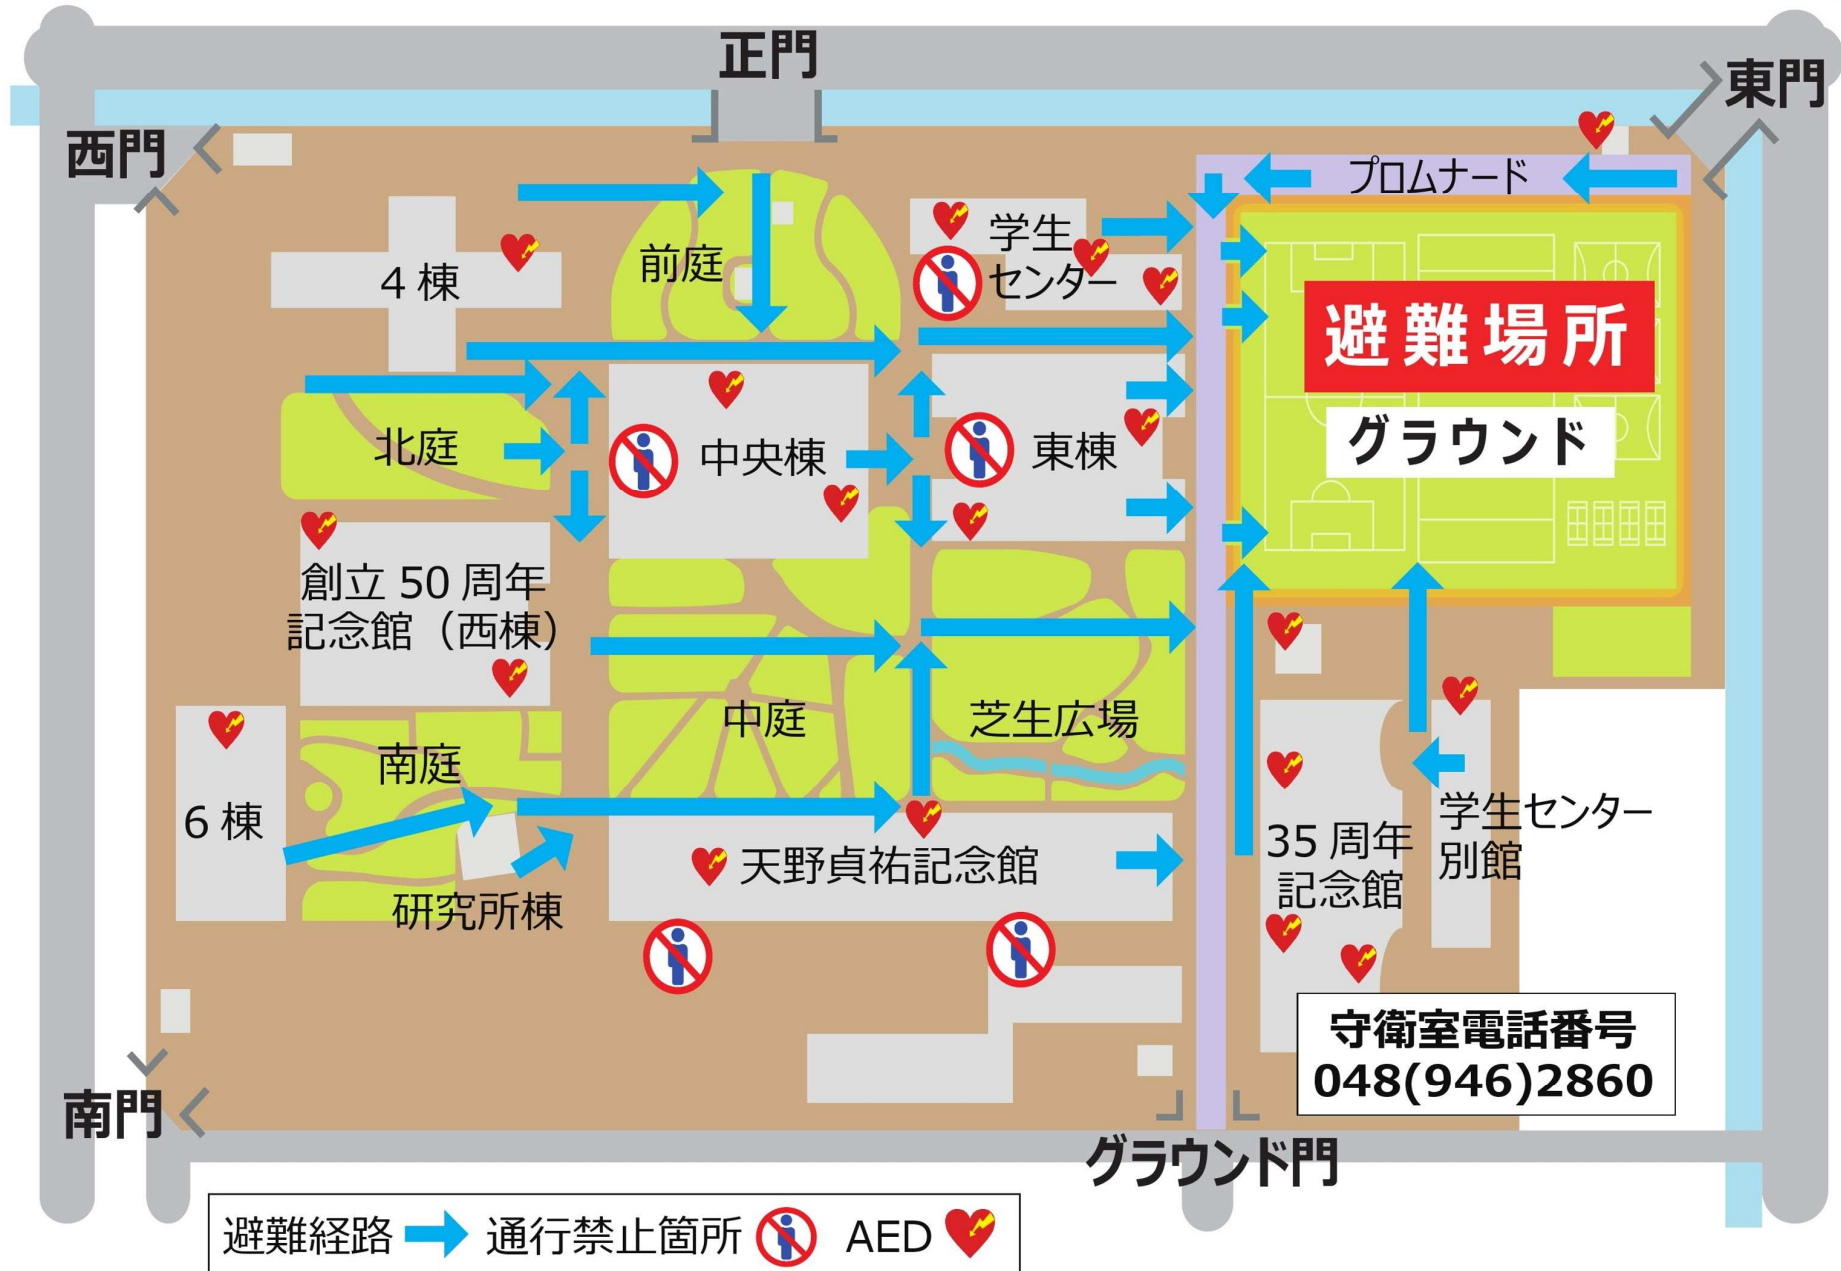 正門
東門
西門
プロムナード
学生
センター
前庭
4棟
避難場所
グラウンド
北庭
中央棟
東棟
創立 50 周年
記念館（西棟）
中庭
芝生広場
南庭
6棟
学生センター
別館
35 周年
記念館
天野貞祐記念館
研究所棟
守衛室電話番号
048(946)2860
南門
グラウンド門
避難経路 通行禁止箇所 AED